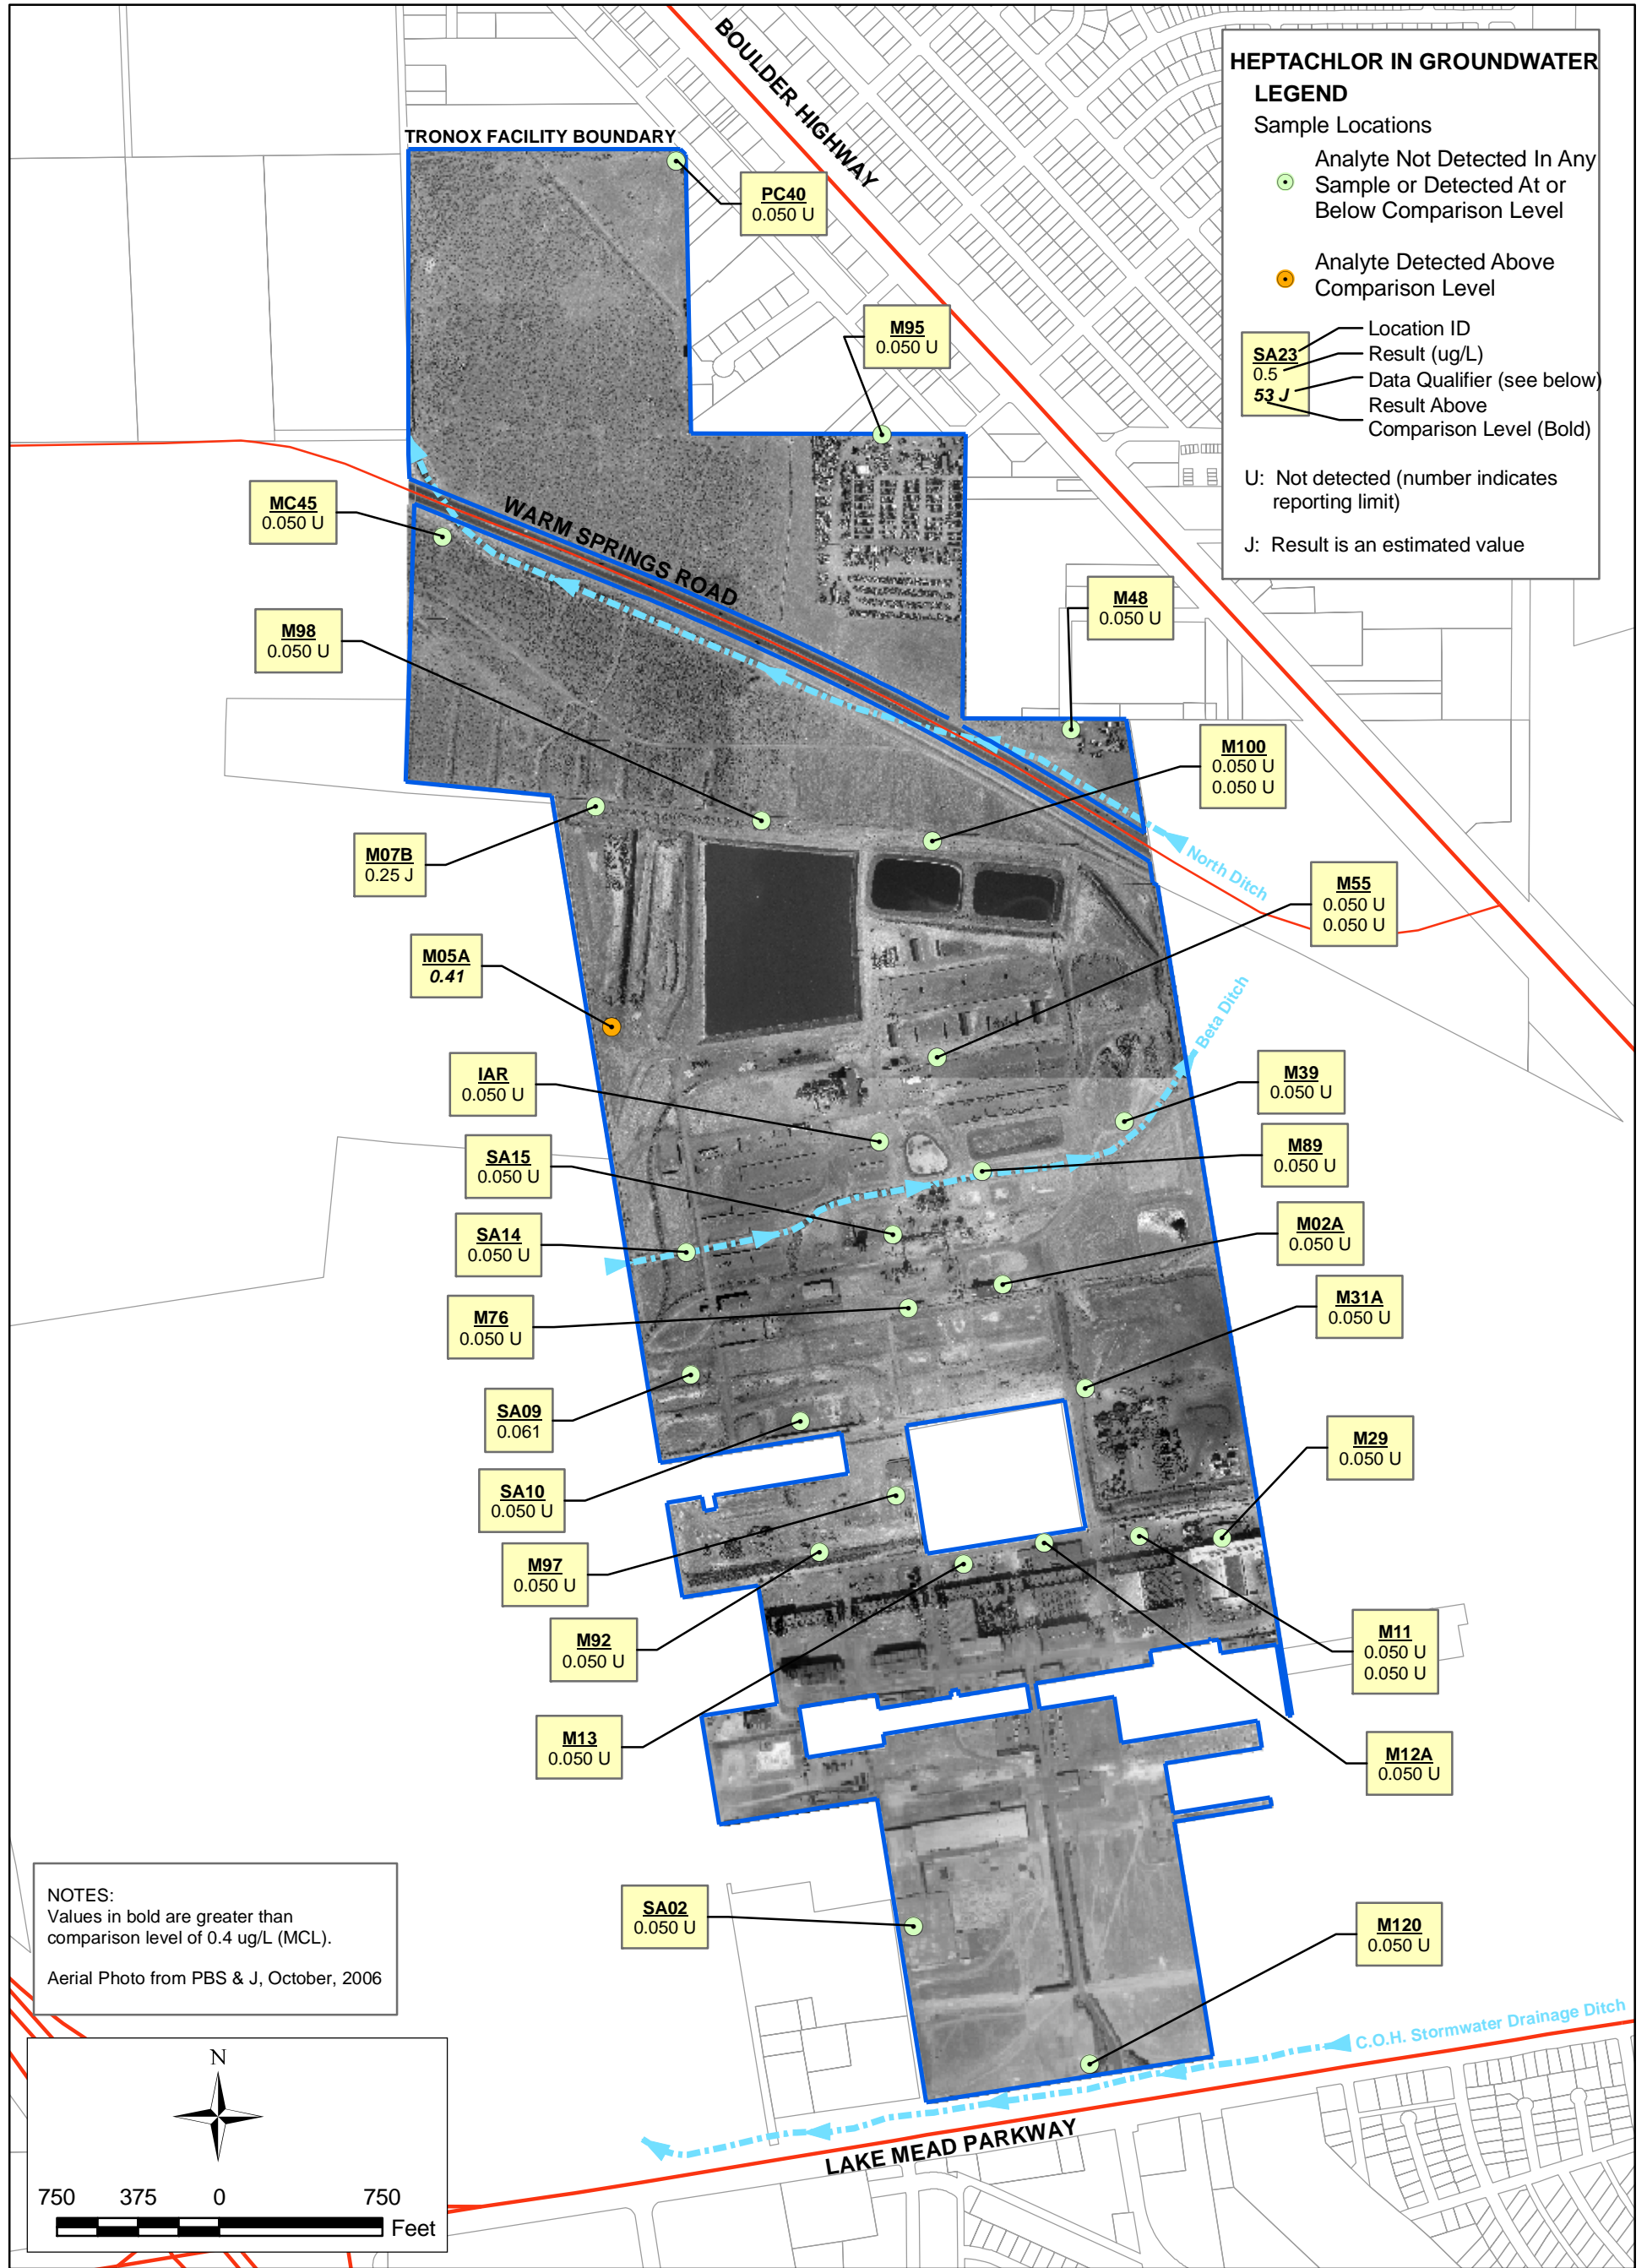 BOULDER HIGHWAY
HEPTACHLOR IN GROUNDWATER
LEGEND
Sample Locations
Analyte Not Detected In Any
Sample or Detected At or
Below Comparison Level
Analyte Detected Above
Comparison Level
SA23
0.5
53 J
Location ID
Result (ug/L)
Data Qualifier (see below)
Result Above
Comparison Level (Bold)
U: Not detected (number indicates
reporting limit)
J: Result is an estimated value
TRONOX FACILITY BOUNDARY
PC40
0.050 U
M95
0.050 U
MC45
0.050 U
WARM SPRINGS ROAD
M98
0.050 U
M48
0.050 U
M100
0.050 U
0.050 U
M07B
0.25 J
North Ditch
M55
0.050 U
0.050 U
M05A
0.41
Beta Ditch
IAR
0.050 U
M39
0.050 U
SA15
0.050 U
M89
0.050 U
SA14
0.050 U
M02A
0.050 U
M76
0.050 U
M31A
0.050 U
SA09
0.061
M29
0.050 U
SA10
0.050 U
M97
0.050 U
M92
0.050 U
M11
0.050 U
0.050 U
M13
0.050 U
M12A
0.050 U
SA02
0.050 U
M120
0.050 U
NOTES:
Values in bold are greater than
comparison level of 0.4 ug/L (MCL).
Aerial Photo from PBS & J, October, 2006
C.O.H. Stormwater Drainage Ditch
LAKE MEAD PARKWAY
N
750 375 0 750
Feet